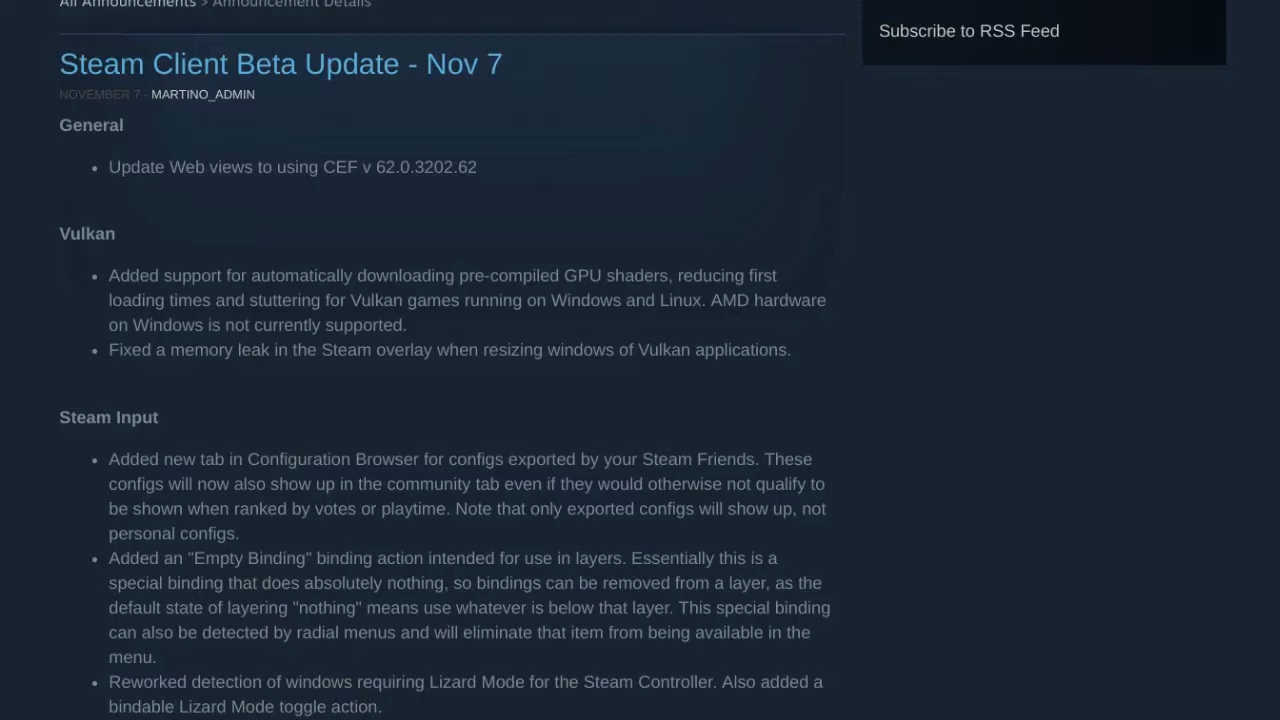 All Announcements > Announcement Details
Subscribe to RSS Feed
Steam Client Beta Update - Nov 7
NOVEMBER 7 - MARTINO_ADMIN
General
• Update Web views to using CEF v 62.0.3202.62
Vulkan
• Added support for automatically downloading pre-compiled GPU shaders, reducing first
loading times and stuttering for Vulkan games running on Windows and Linux. AMD hardware
on Windows is not currently supported.
• Fixed a memory leak in the Steam overlay when resizing windows of Vulkan applications.
Steam Input
• Added new tab in Configuration Browser for configs exported by your Steam Friends. These
configs will now also show up in the community tab even if they would otherwise not qualify to
be shown when ranked by votes or playtime. Note that only exported configs will show up, not
personal configs.
• Added an "Empty Binding" binding action intended for use in layers. Essentially this is a
special binding that does absolutely nothing, so bindings can be removed from a layer, as the
default state of layering "nothing" means use whatever is below that layer. This special binding
can also be detected by radial menus and will eliminate that item from being available in the
menu.
• Reworked detection of windows requiring Lizard Mode for the Steam Controller. Also added a
bindable Lizard Mode toggle action.